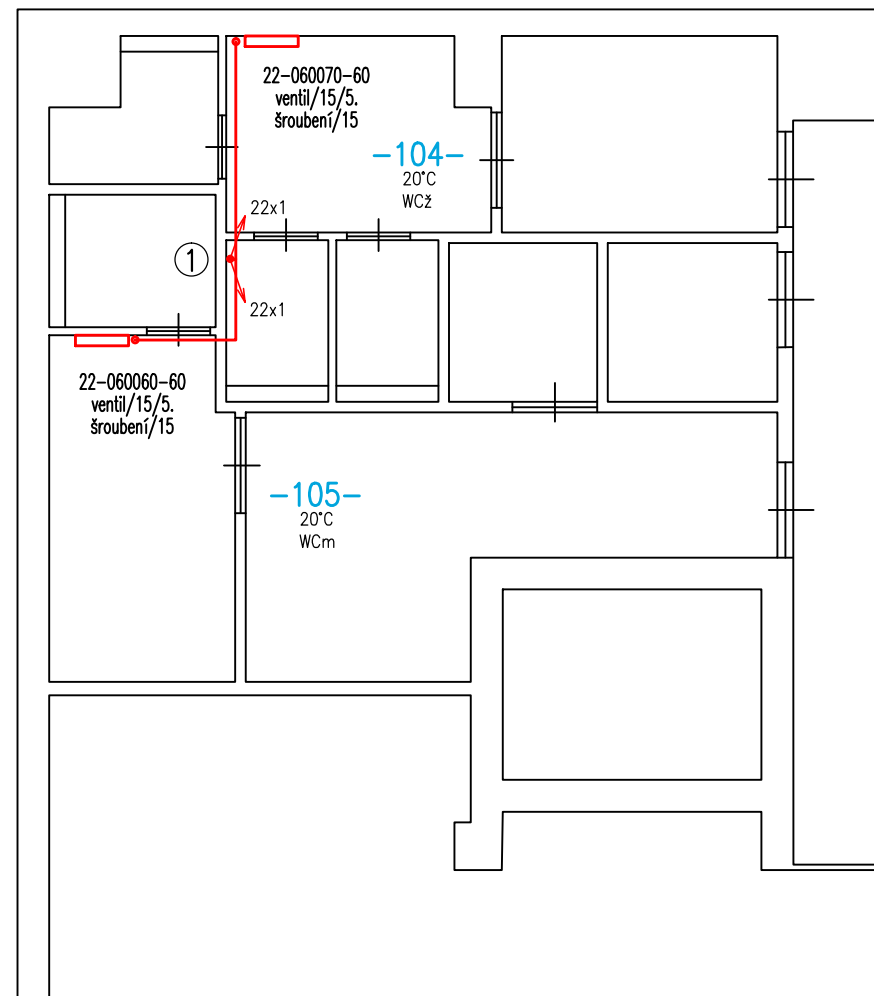 22-060070-60
ventil/15/5.
šroubení/15
-104-
20°C
WCž
22x1
1
22x1
22-060060-60
ventil/15/5.
šroubení/15
-105-
20°C
WCm